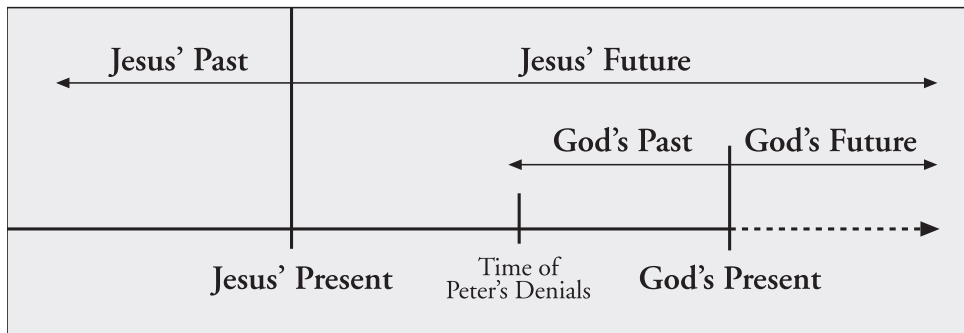 Jesus’ Past
Jesus’ Future
God’s Past
God’s Future
Jesus’ Present
Time of
Peter’s Denials
God’s Present